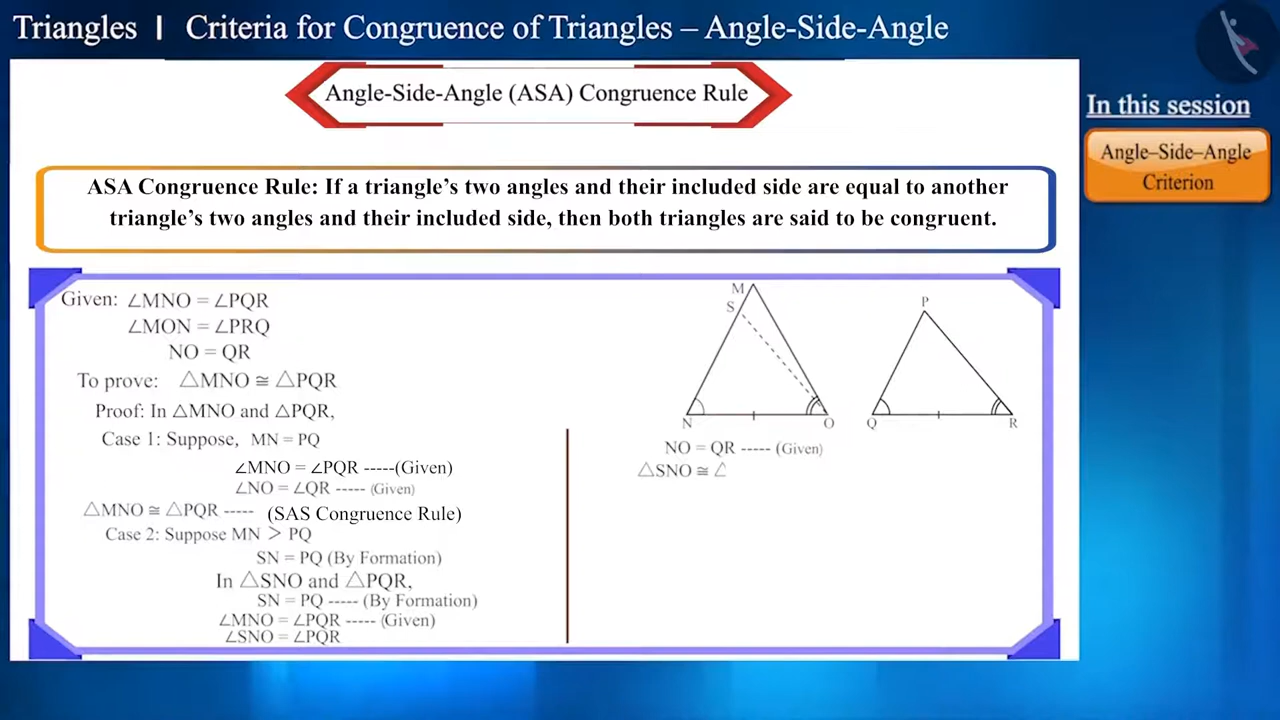 Triangles | Criteria for Congruence of Triangles – Angle-Side-Angle
Angle-Side-Angle (ASA) Congruence Rule
In this session
Angle–Side–Angle
Criterion
ASA Congruence Rule: If a triangle's two angles and their included side are equal to another
triangle's two angles and their included side, then both triangles are said to be congruent.
Given: ∠MNO = ∠PQR
∠MON = ∠PRQ
NO = QR
To prove: △MNO ≅ △PQR
Proof: In △MNO and △PQR,
Case 1: Suppose, MN = PQ
∠MNO = ∠PQR -----(Given)
∠NO = ∠QR ----- (Given)
△MNO ≅ △PQR ----- (SAS Congruence Rule)
Case 2: Suppose MN > PQ
SN = PQ (By Formation)
In △SNO and △PQR,
SN = PQ ----- (By Formation)
∠MNO = ∠PQR ----- (Given)
∠SNO = ∠PQR
M
S
N
O
P
Q
R
NO = QR ----- (Given)
△SNO ≅ △